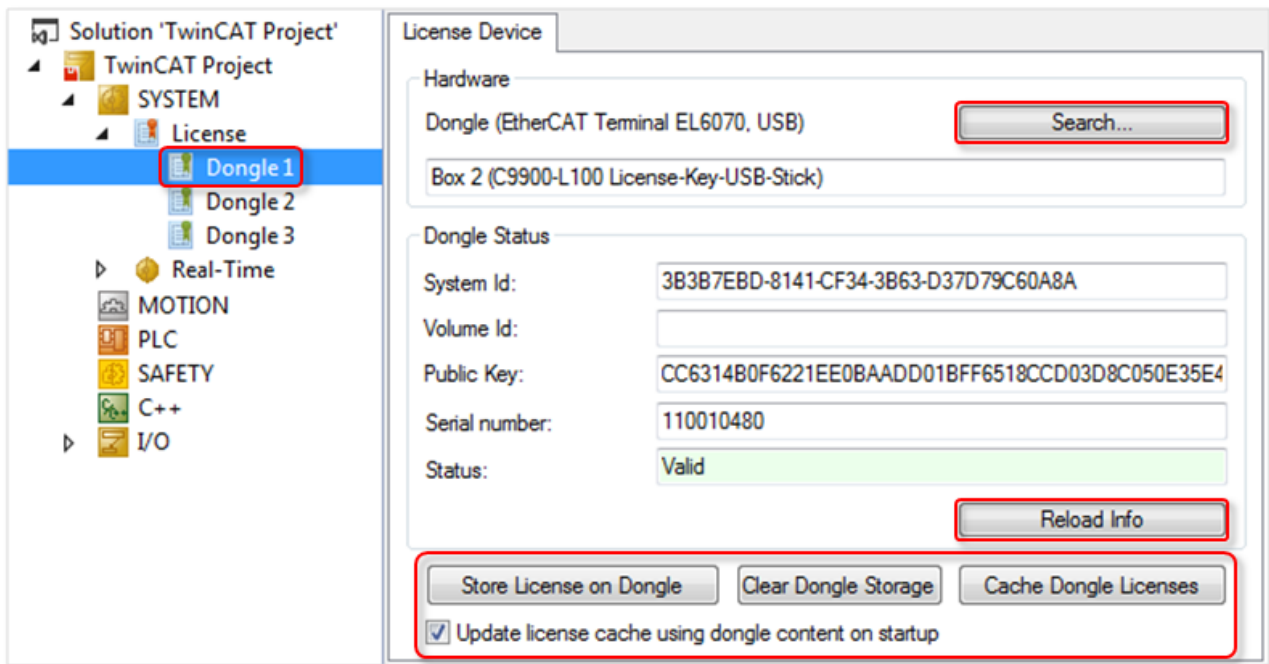 Solution 'TwinCAT Project'
TwinCAT Project
SYSTEM
License
Dongle 1
Dongle 2
Dongle 3
Real-Time
MOTION
PLC
SAFETY
C++
I/O
License Device
Hardware
Dongle (EtherCAT Terminal EL6070, USB)
Search...
Box 2 (C9900-L100 License-Key-USB-Stick)
Dongle Status
System Id: 3B3B7EBD-8141-CF34-3B63-D37D79C60A8A
Volume Id:
Public Key: CC6314B0F6221EE0BAADD01BFF6518CCD03D8C050E35E4
Serial number: 110010480
Status: Valid
Reload Info
Store License on Dongle Clear Dongle Storage Cache Dongle Licenses
Update license cache using dongle content on startup